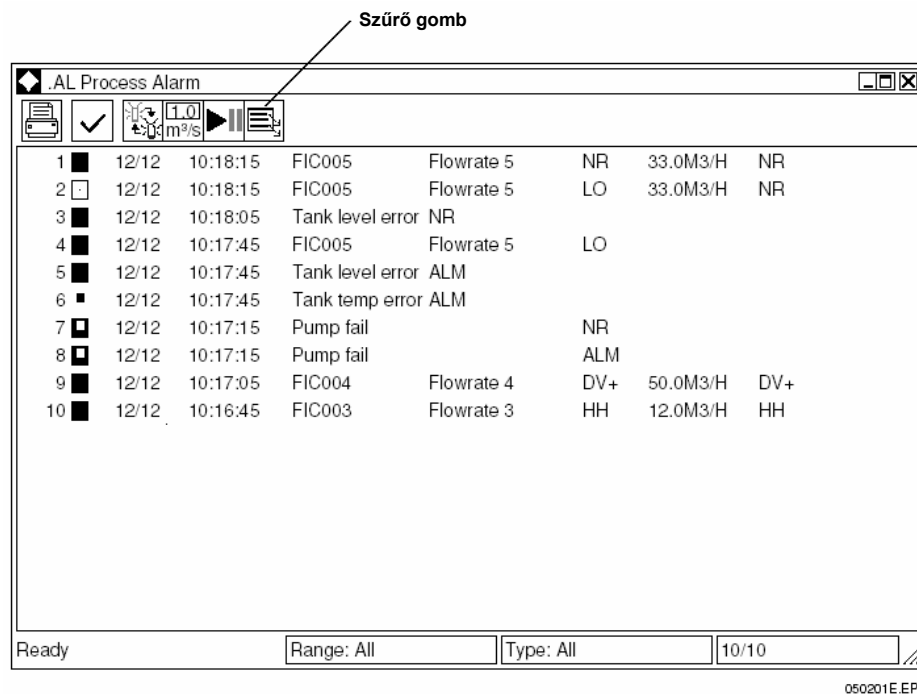 Szűrő gomb
.AL Process Alarm
1.0
m³/s
1 12/12 10:18:15 FIC005 Flowrate 5 NR 33.0M3/H NR
2 12/12 10:18:15 FIC005 Flowrate 5 LO 33.0M3/H NR
3 12/12 10:18:05 Tank level error NR
4 12/12 10:17:45 FIC005 Flowrate 5 LO
5 12/12 10:17:45 Tank level error ALM
6 12/12 10:17:45 Tank temp error ALM
7 12/12 10:17:15 Pump fail NR
8 12/12 10:17:15 Pump fail ALM
9 12/12 10:17:05 FIC004 Flowrate 4 DV+ 50.0M3/H DV+
10 12/12 10:16:45 FIC003 Flowrate 3 HH 12.0M3/H HH
Ready Range: All Type: All 10/10
050201E.EP